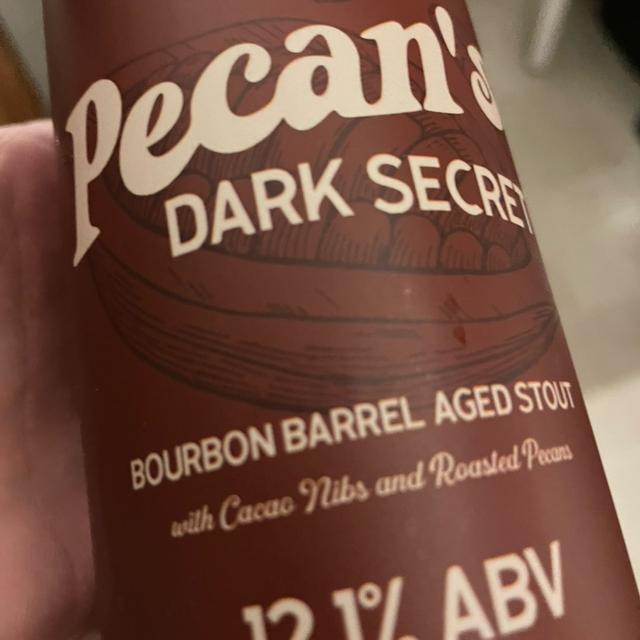 Pecan's
DARK SECRET
BOURBON BARREL AGED STOUT
with Cacao Nibs and Roasted Pecans
12.1% ABV